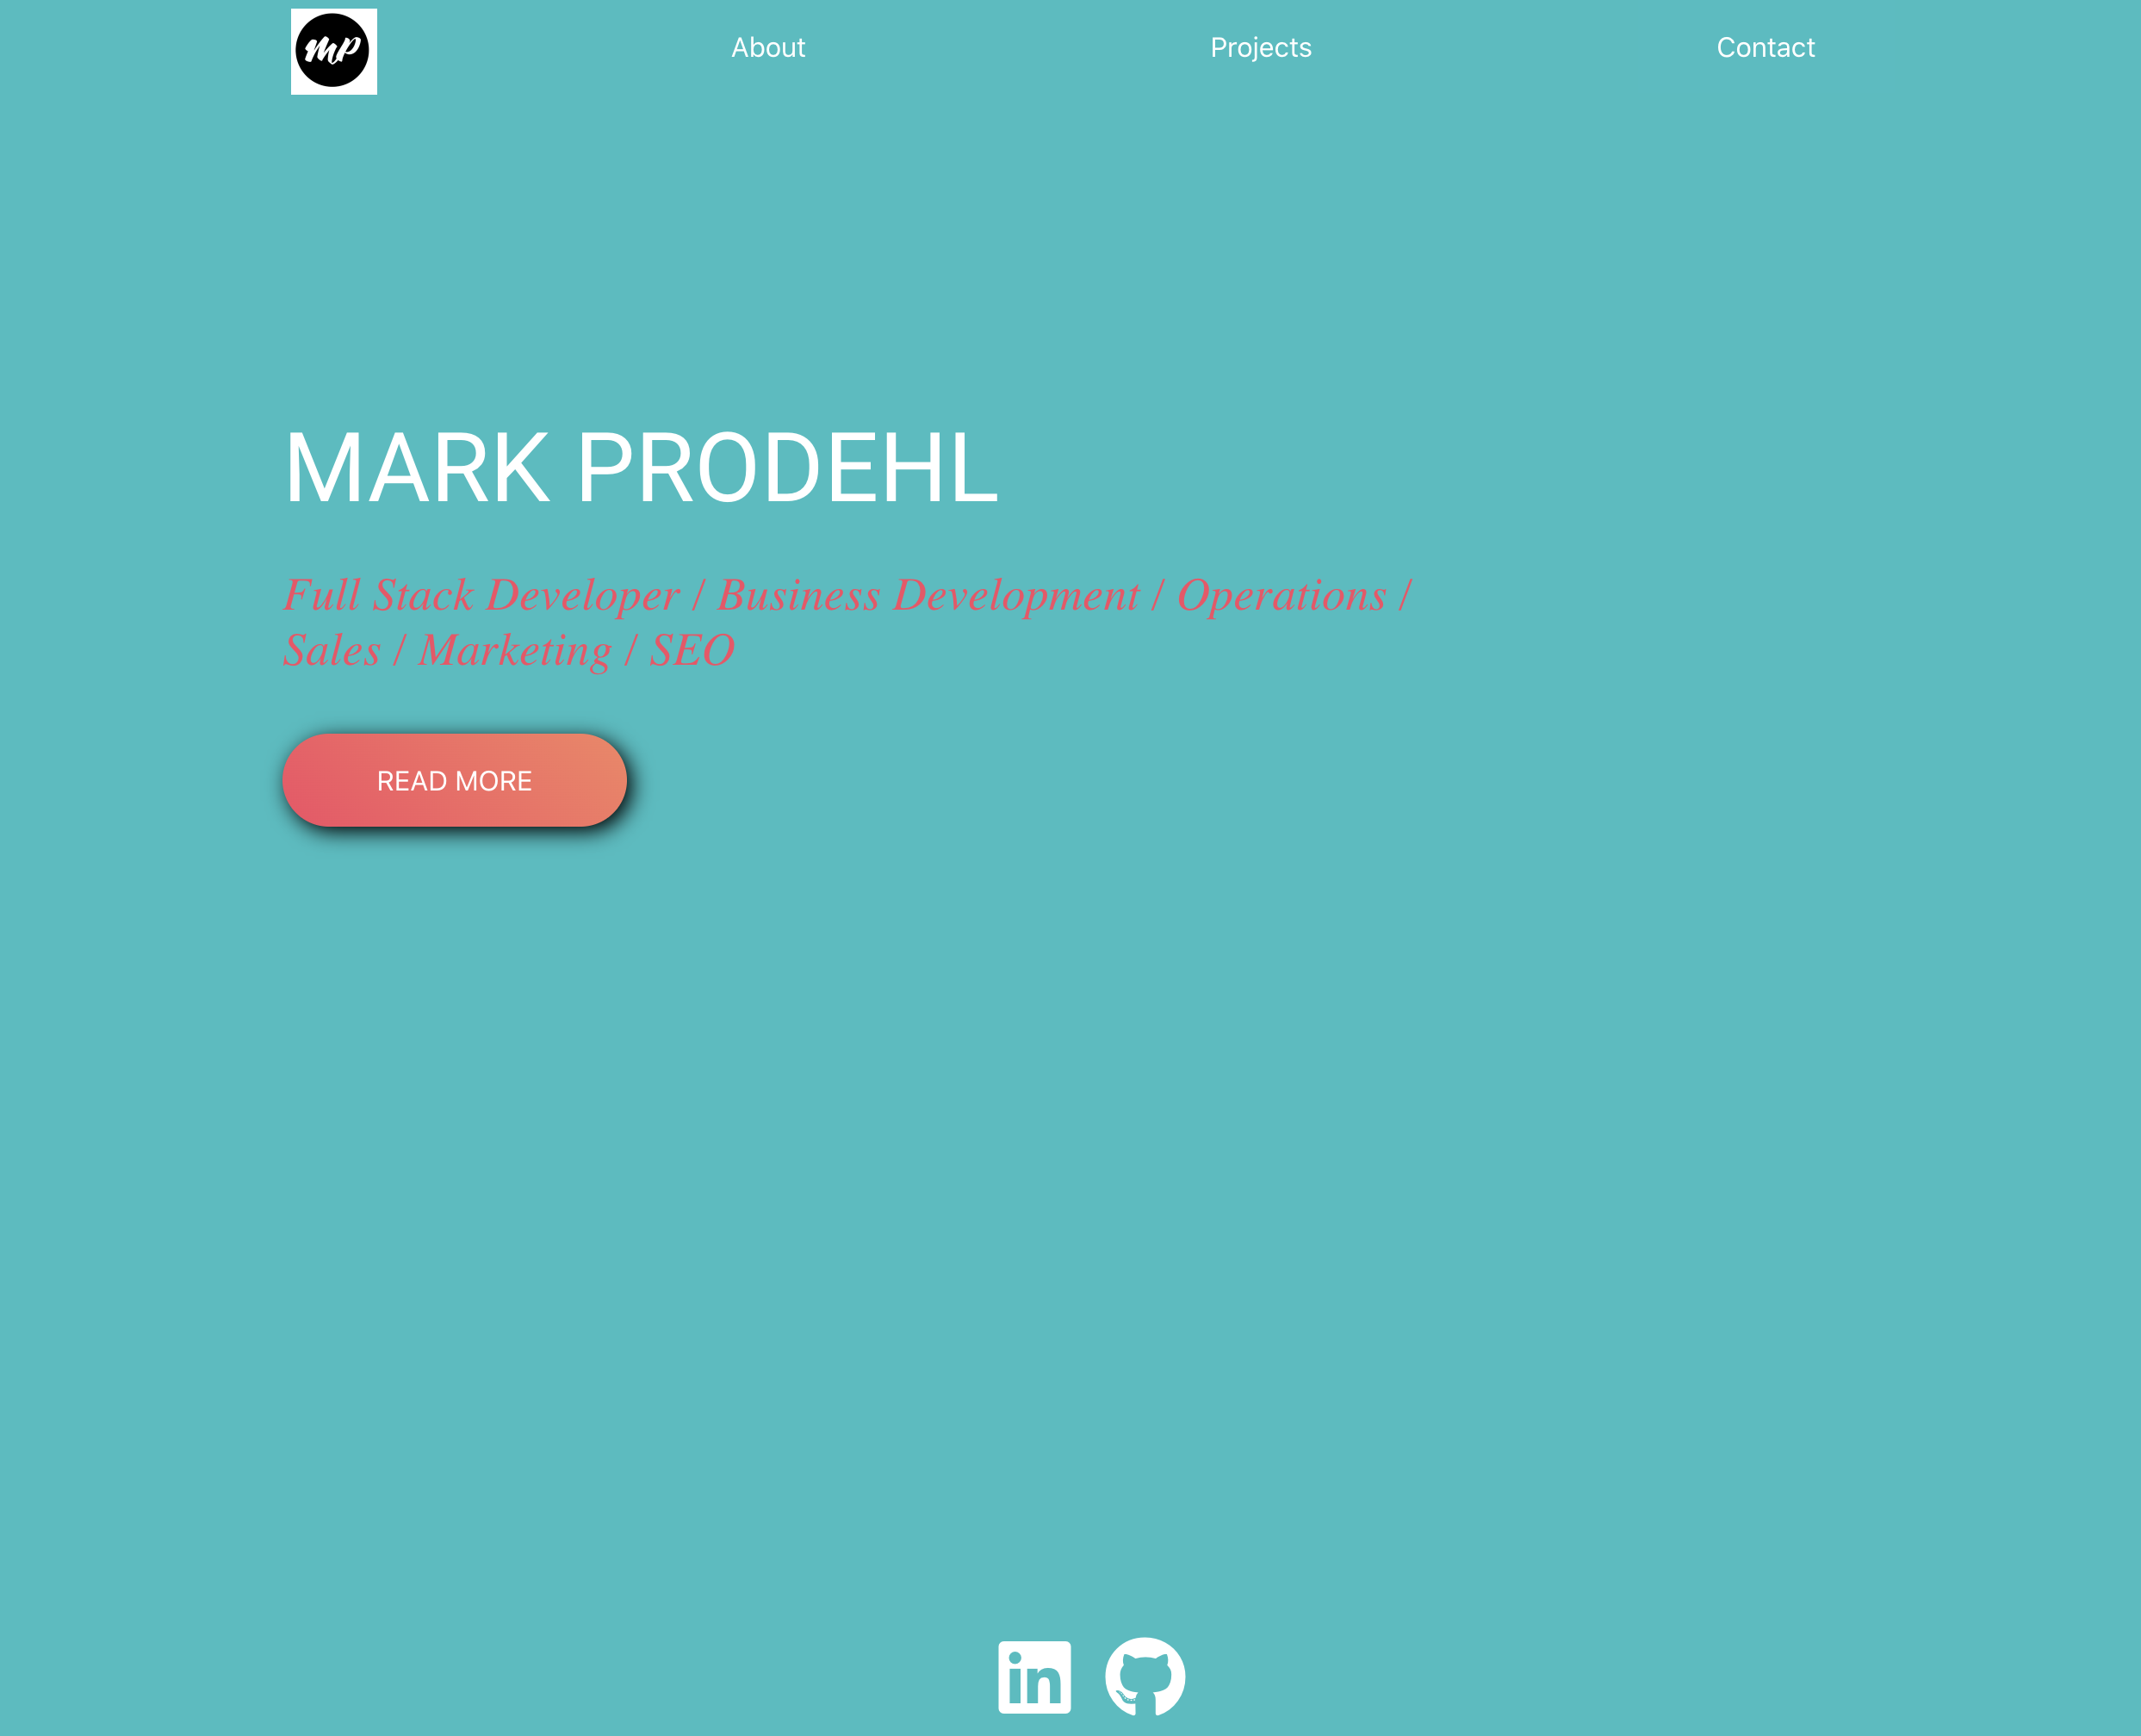 mp
About
Projects
Contact
MARK PRODEHL
Full Stack Developer / Business Development / Operations /
Sales / Marketing / SEO
READ MORE
in